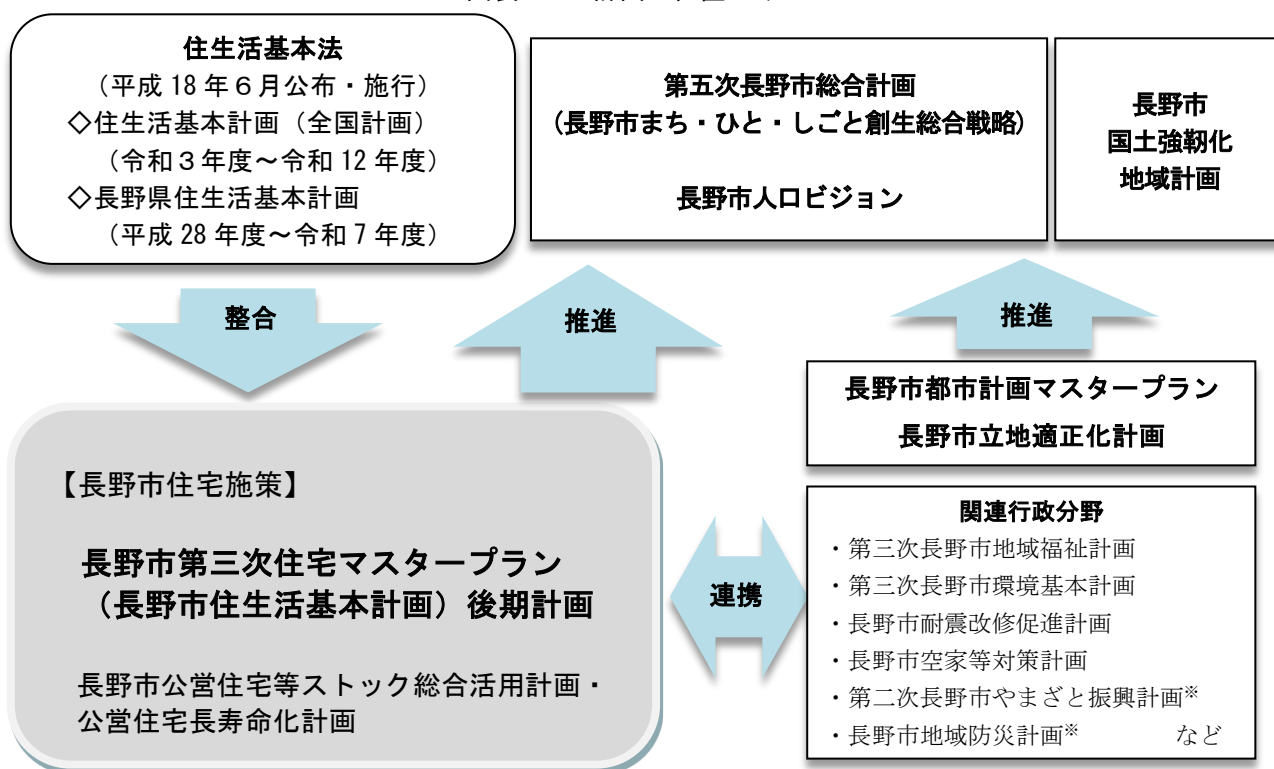 住生活基本法
（平成 18 年６月公布・施行）
◇住生活基本計画（全国計画）
（令和３年度～令和 12 年度）
◇長野県住生活基本計画
（平成 28 年度～令和 7 年度）
第五次長野市総合計画
（長野市まち・ひと・しごと創生総合戦略）
長野市人口ビジョン
長野市
国土強靭化
地域計画
整合
推進
推進
長野市都市計画マスタープラン
長野市立地適正化計画
【長野市住宅施策】
長野市第三次住宅マスタープラン
（長野市住生活基本計画）後期計画
長野市公営住宅等ストック総合活用計画・
公営住宅長寿命化計画
連携
関連行政分野
・第三次長野市地域福祉計画
・第三次長野市環境基本計画
・長野市耐震改修促進計画
・長野市空家等対策計画
・第二次長野市やまざと振興計画※
・長野市地域防災計画※　　　など